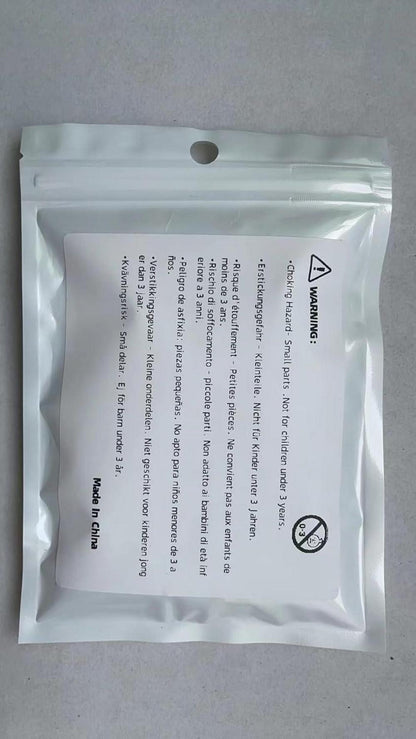 WARNING:
•Choking Hazard- Small parts .Not for children under 3 years.
0-3
•Erstickungsgefahr - Kleinteile. Nicht für Kinder unter 3 Jahren.
•Risque d'étouffement - Petites pièces. Ne convient pas aux enfants de
moins de 3 ans.
•Rischio di soffocamento - piccole parti. Non adatto ai bambini di età inf
eriore a 3 anni.
•Peligro de asfixia: piezas pequeñas. No apto para niños menores de 3 a
ños.
•Verstikkingsgevaar - Kleine onderdelen. Niet geschikt voor kinderen jong
er dan 3 jaar.
•Kvävningsrisk - Små delar. Ej for barn under 3 år.
Made In China